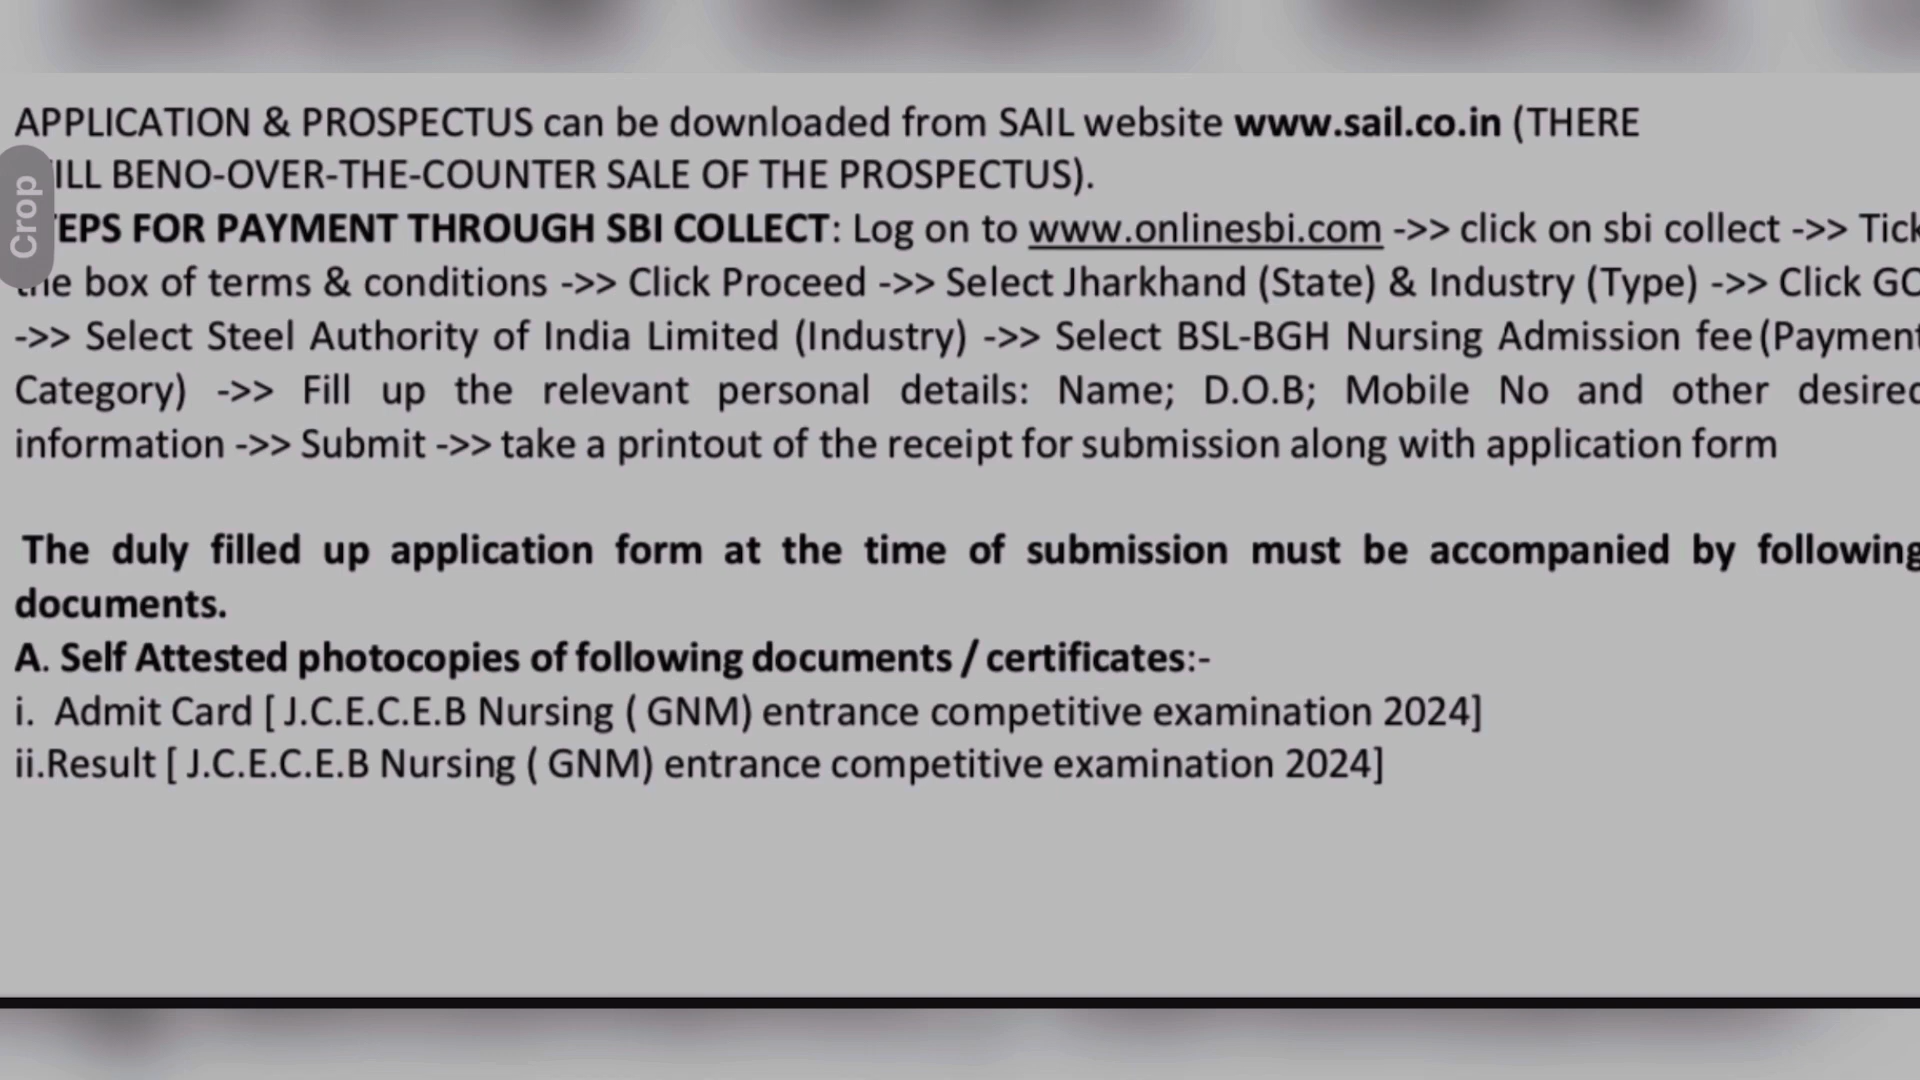 APPLICATION & PROSPECTUS can be downloaded from SAIL website www.sail.co.in (THERE
ILL BENO-OVER-THE-COUNTER SALE OF THE PROSPECTUS).
Crop
EPS FOR PAYMENT THROUGH SBI COLLECT: Log on to www.onlinesbi.com ->> click on sbi collect ->> Tick
the box of terms & conditions ->> Click Proceed ->> Select Jharkhand (State) & Industry (Type) ->> Click GO
->> Select Steel Authority of India Limited (Industry) ->> Select BSL-BGH Nursing Admission fee (Payment
Category) ->> Fill up the relevant personal details: Name; D.O.B; Mobile No and other desired
information ->> Submit ->> take a printout of the receipt for submission along with application form
The duly filled up application form at the time of submission must be accompanied by following
documents.
A. Self Attested photocopies of following documents / certificates:-
i. Admit Card [ J.C.E.C.E.B Nursing ( GNM) entrance competitive examination 2024]
ii.Result [ J.C.E.C.E.B Nursing ( GNM) entrance competitive examination 2024]